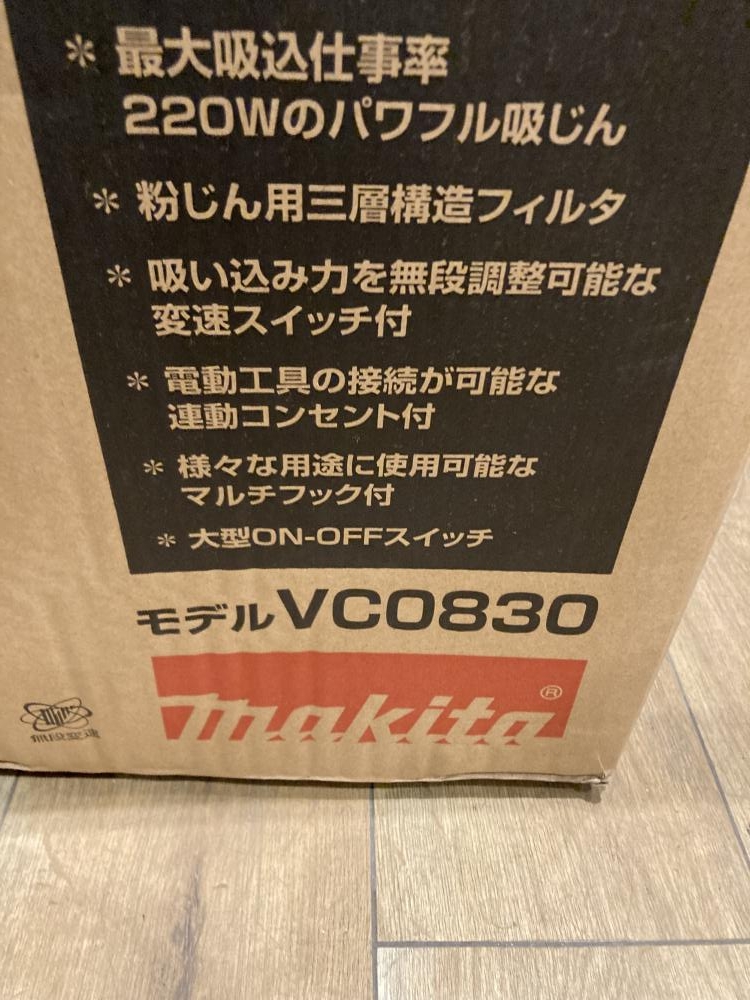 * 最大吸込仕事率
220Wのパワフル吸じん
* 粉じん用三層構造フィルタ
* 吸い込み力を無段調整可能な
変速スイッチ付
* 電動工具の接続が可能な
連動コンセント付
* 様々な用途に使用可能な
マルチフック付
* 大型ON-OFFスイッチ
モデルVC0830
makita®
無段変速